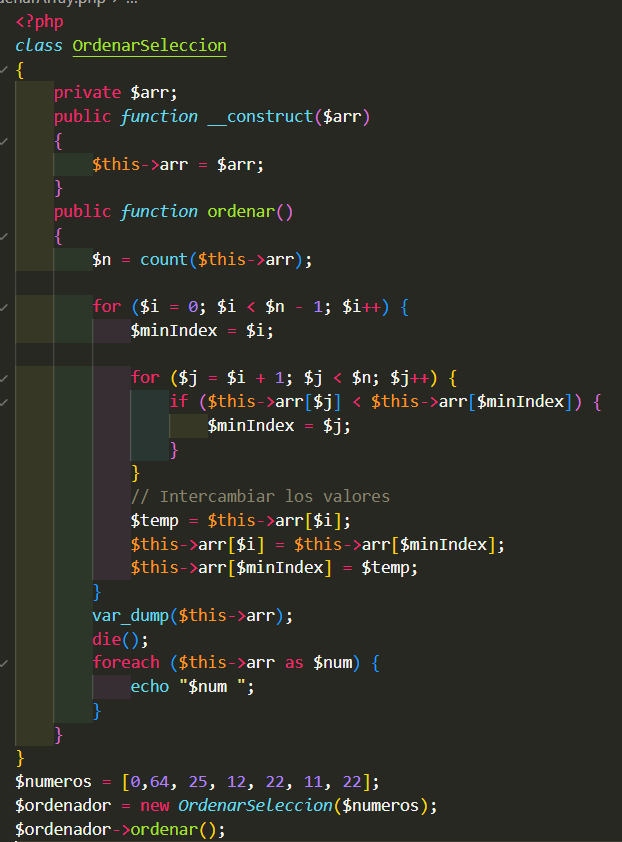 <?php
class OrdenarSeleccion
{
    private $arr;
    public function __construct($arr)
    {
        $this->arr = $arr;
    }
    public function ordenar()
    {
        $n = count($this->arr);

        for ($i = 0; $i < $n - 1; $i++) {
            $minIndex = $i;

            for ($j = $i + 1; $j < $n; $j++) {
                if ($this->arr[$j] < $this->arr[$minIndex]) {
                    $minIndex = $j;
                }
            }
            // Intercambiar los valores
            $temp = $this->arr[$i];
            $this->arr[$i] = $this->arr[$minIndex];
            $this->arr[$minIndex] = $temp;
        }
        var_dump($this->arr);
        die();
        foreach ($this->arr as $num) {
            echo "$num ";
        }
    }
}
$numeros = [0,64, 25, 12, 22, 11, 22];
$ordenador = new OrdenarSeleccion($numeros);
$ordenador->ordenar();